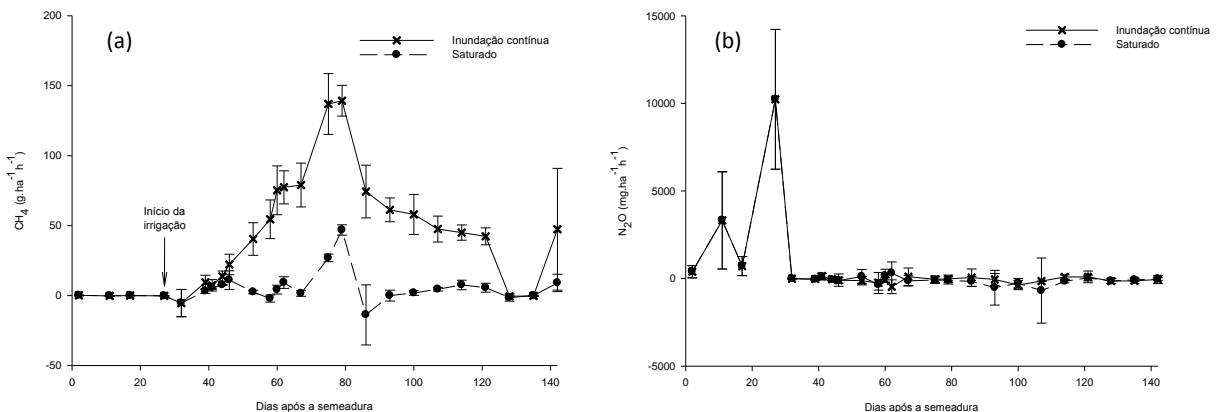 (a)
Inundação contínua
Saturado
200
150
100
50
0
-50
CH4 (g.ha-1 h-1)
Início da
irrigação
0
20
40
60
80
100
120
140
Dias após a semeadura
(b)
Inundação contínua
Saturado
15000
10000
5000
0
-5000
N2O (mg.ha-1 h-1)
0
20
40
60
80
100
120
140
Dias após a semeadura